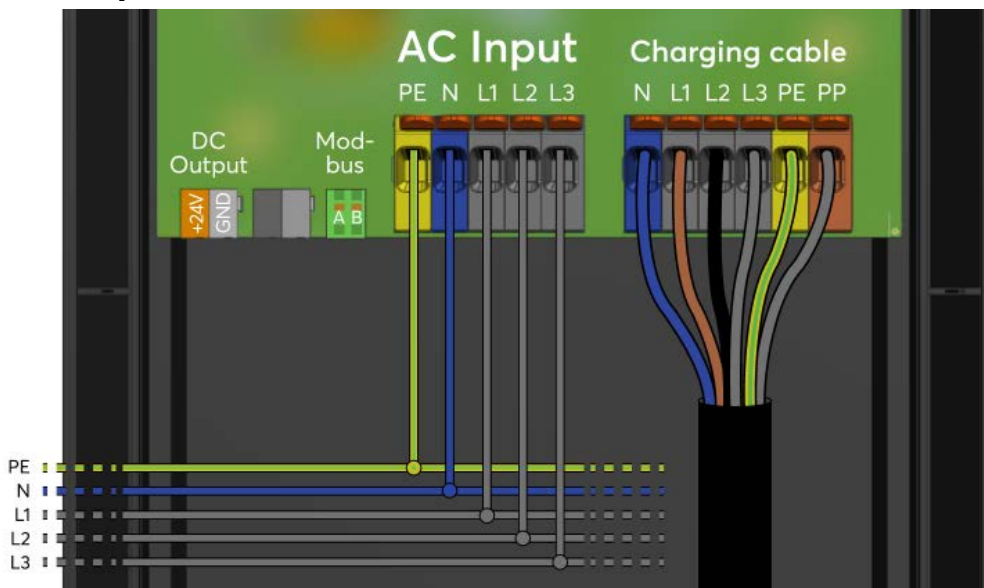 AC Input
PE N L1 L2 L3
Charging cable
N L1 L2 L3 PE PP
DC
Output
+24V
GND
Mod-
bus
A B
PE
N
L1
L2
L3